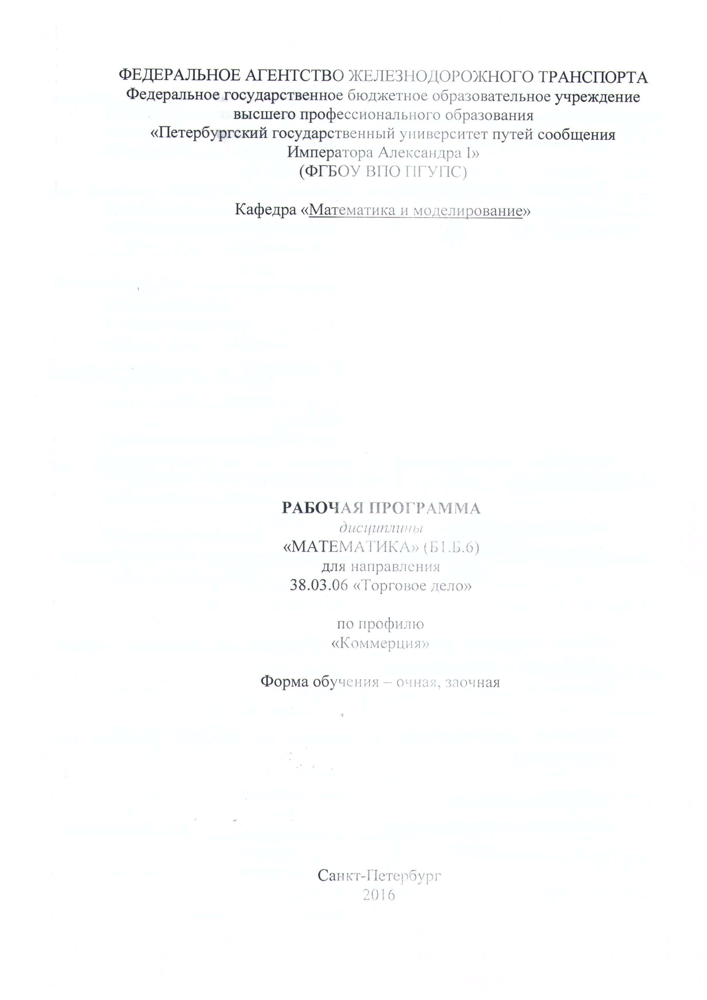 ФЕДЕРАЛЬНОЕ АГЕНТСТВО ЖЕЛЕЗНОДОРОЖНОГО ТРАНСПОРТА
Федеральное государственное бюджетное образовательное учреждение
высшего профессионального образования
«Петербургский государственный университет путей сообщения
Императора Александра I»
(ФГБОУ ВПО ПГУПС)
Кафедра «Математика и моделирование»
РАБОЧАЯ ПРОГРАММА
дисциплины
«МАТЕМАТИКА» (Б1.Б.6)
для направления
38.03.06 «Торговое дело»
по профилю
«Коммерция»
Форма обучения – очная, заочная
Санкт-Петербург
2016